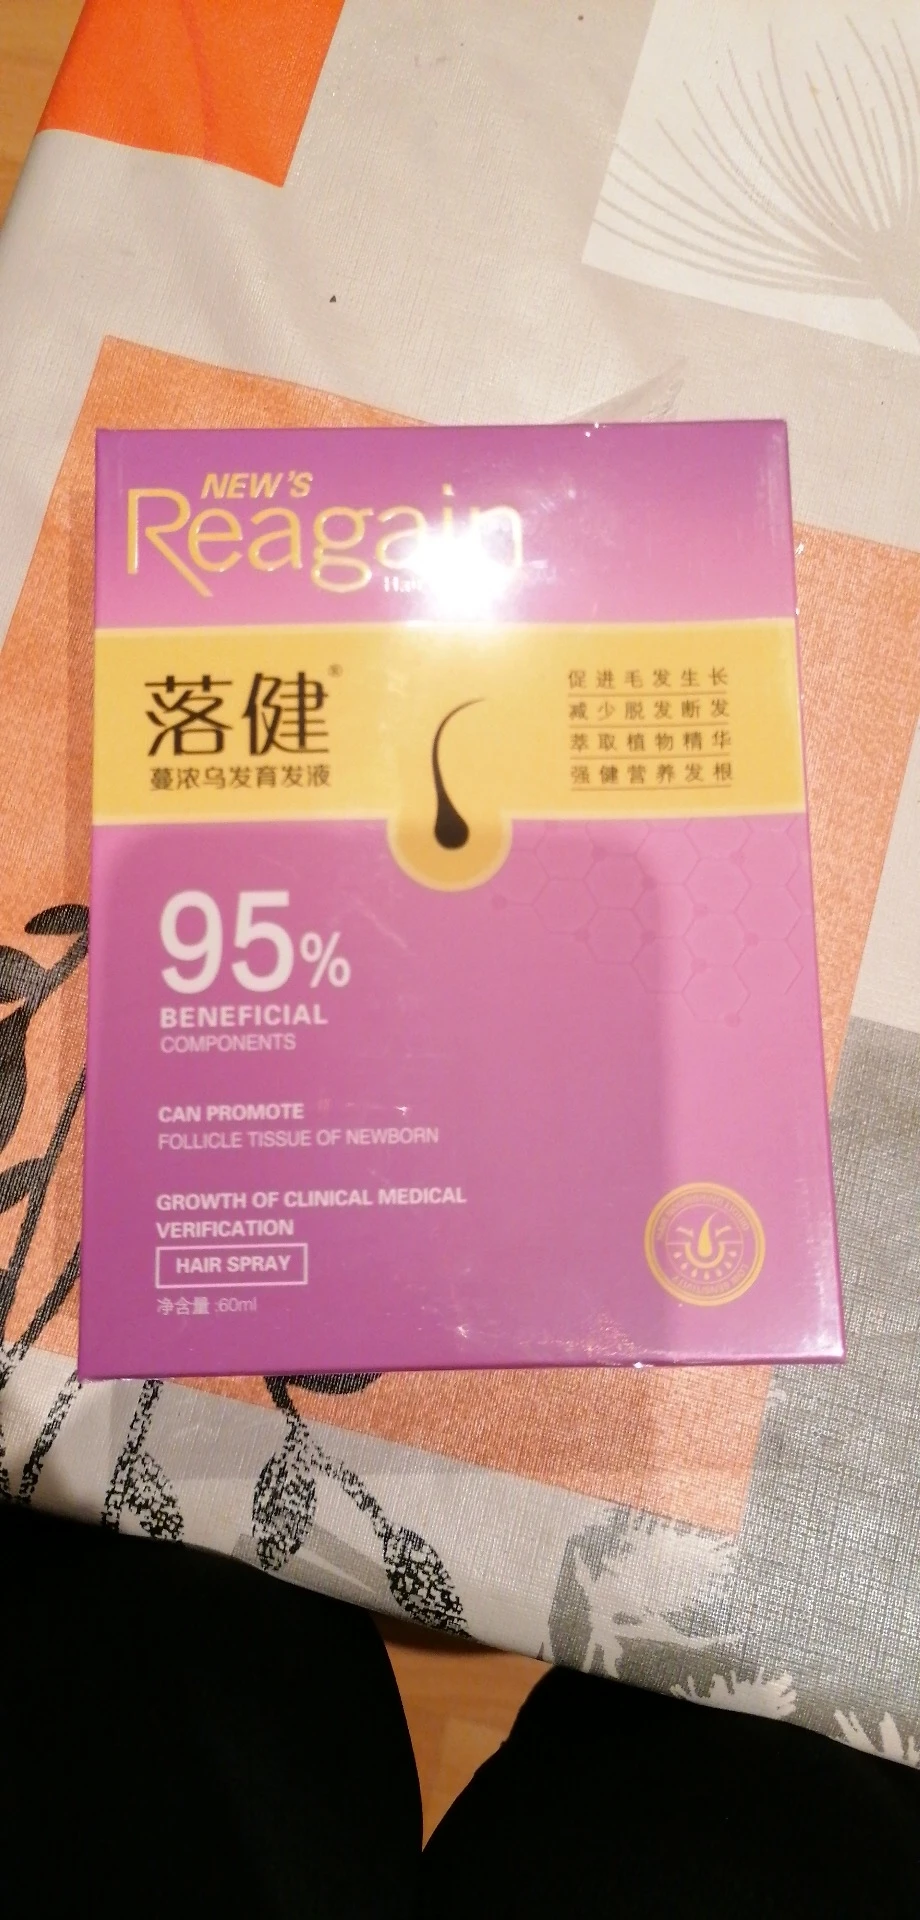 NEW'S
Reagain
落健®
蔓浓乌发育发液
促进毛发生长
减少脱发断发
萃取植物精华
强健营养发根
95%
BENEFICIAL
COMPONENTS
CAN PROMOTE
FOLLICLE TISSUE OF NEWBORN
GROWTH OF CLINICAL MEDICAL
VERIFICATION
HAIR SPRAY
净含量:60ml